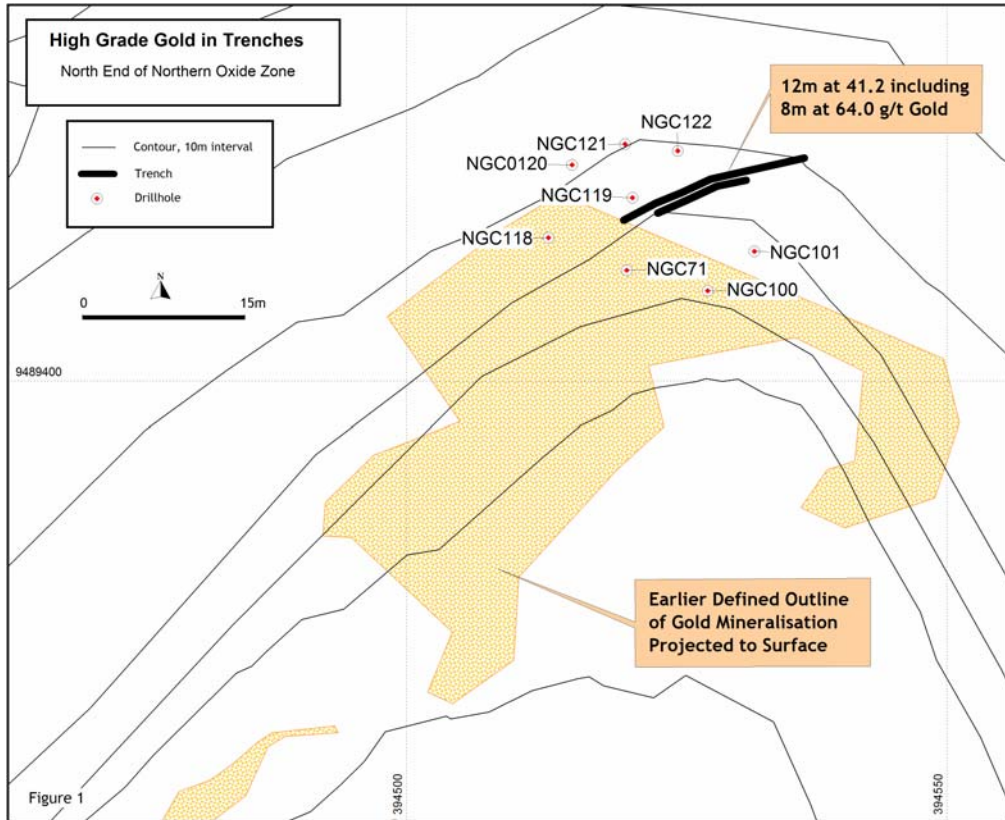 High Grade Gold in Trenches
North End of Northern Oxide Zone
Contour, 10m interval
Trench
Drillhole
N
0 15m
12m at 41.2 including
8m at 64.0 g/t Gold
NGC122
NGC121
NGC0120
NGC119
NGC118
NGC101
NGC71
NGC100
9489400
Earlier Defined Outline
of Gold Mineralisation
Projected to Surface
Figure 1
394500
394550